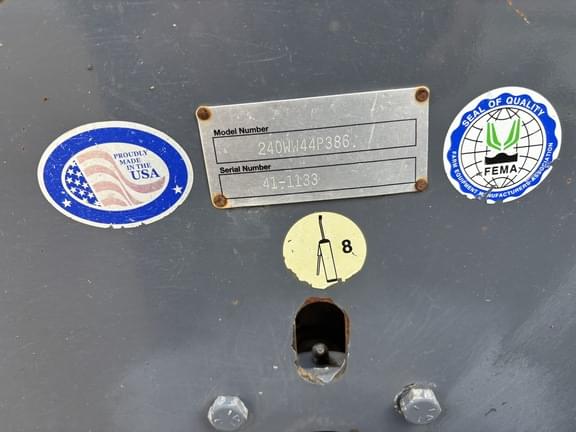 PROUDLY
MADE
IN THE
USA
Model Number
240WW44P386.
Serial Number
41-1133
SEAL OF QUALITY
FEMA
FARM EQUIPMENT MANUFACTURERS ASSOCIATION
8